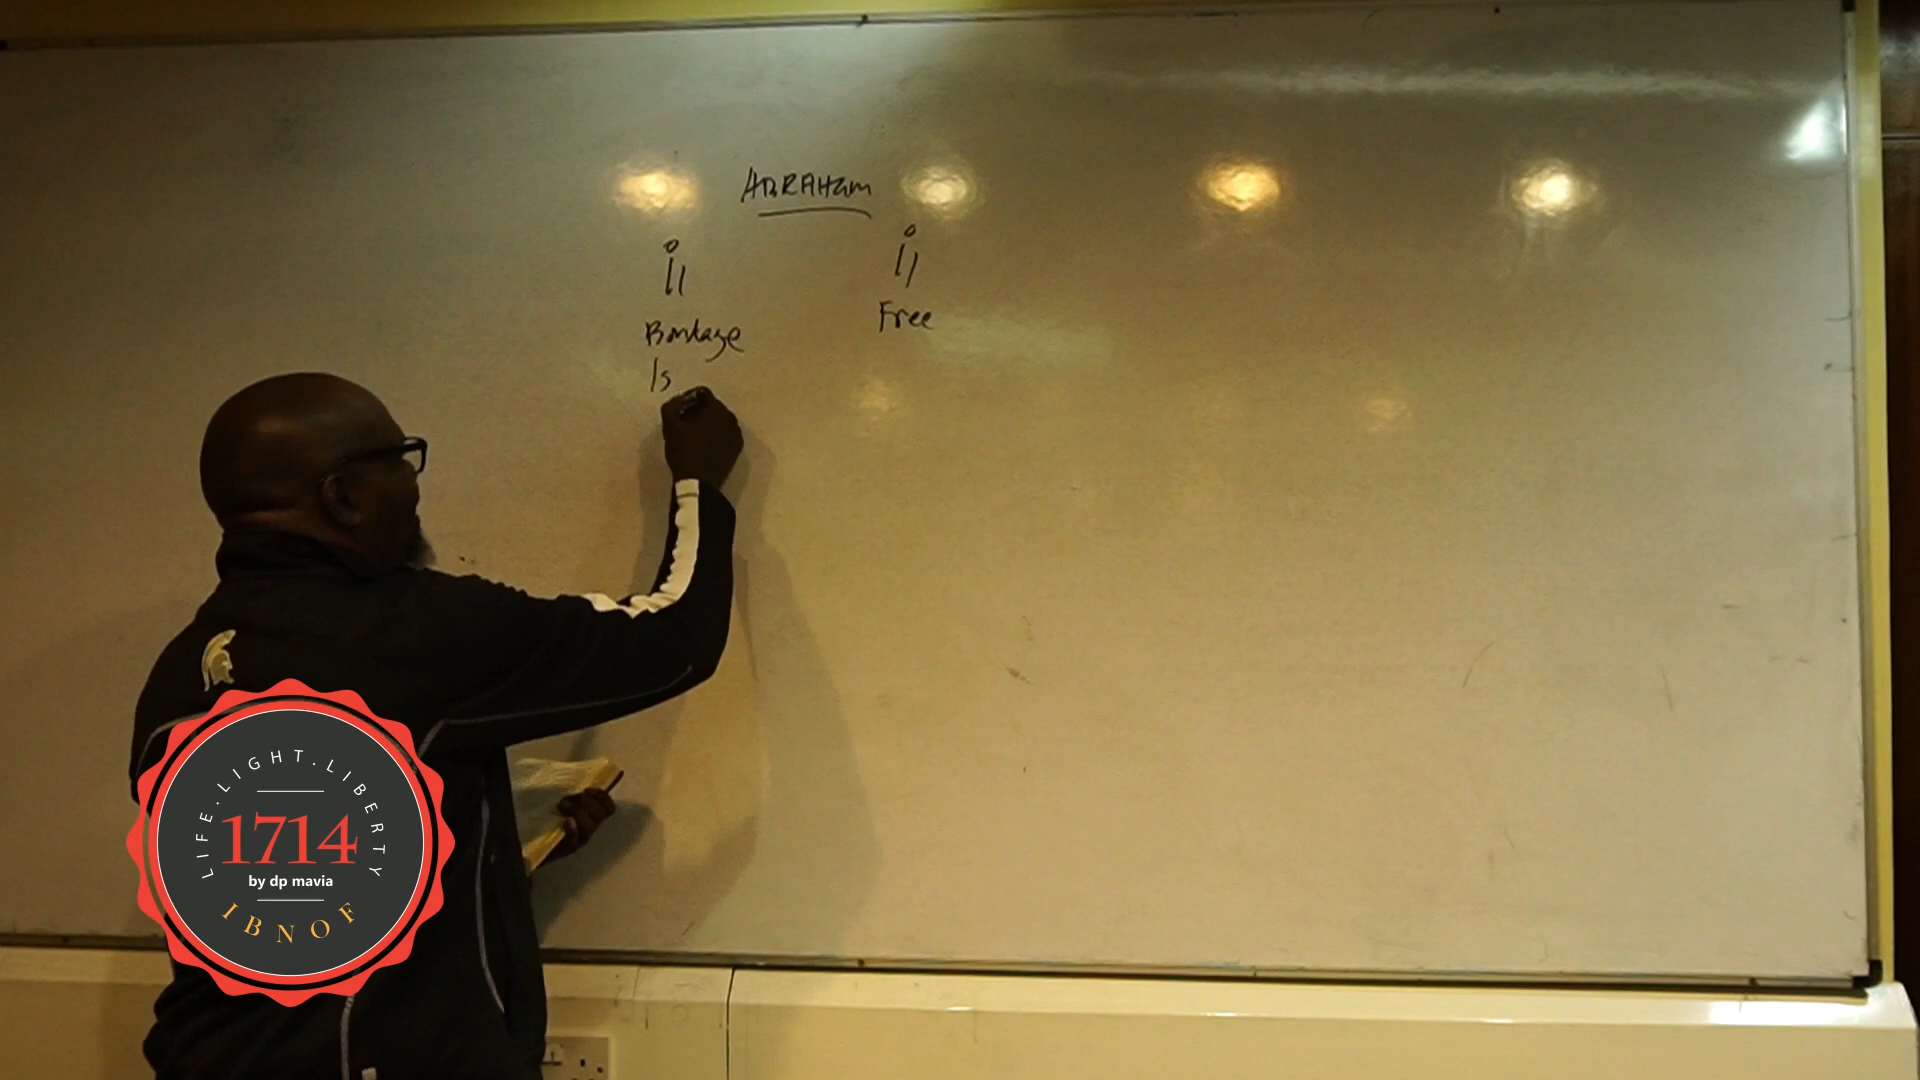 ABRAHam
Bondage
Free
Is
LIFE.LIGHT.LIBERTY
1714
by dp mavia
IBNOF